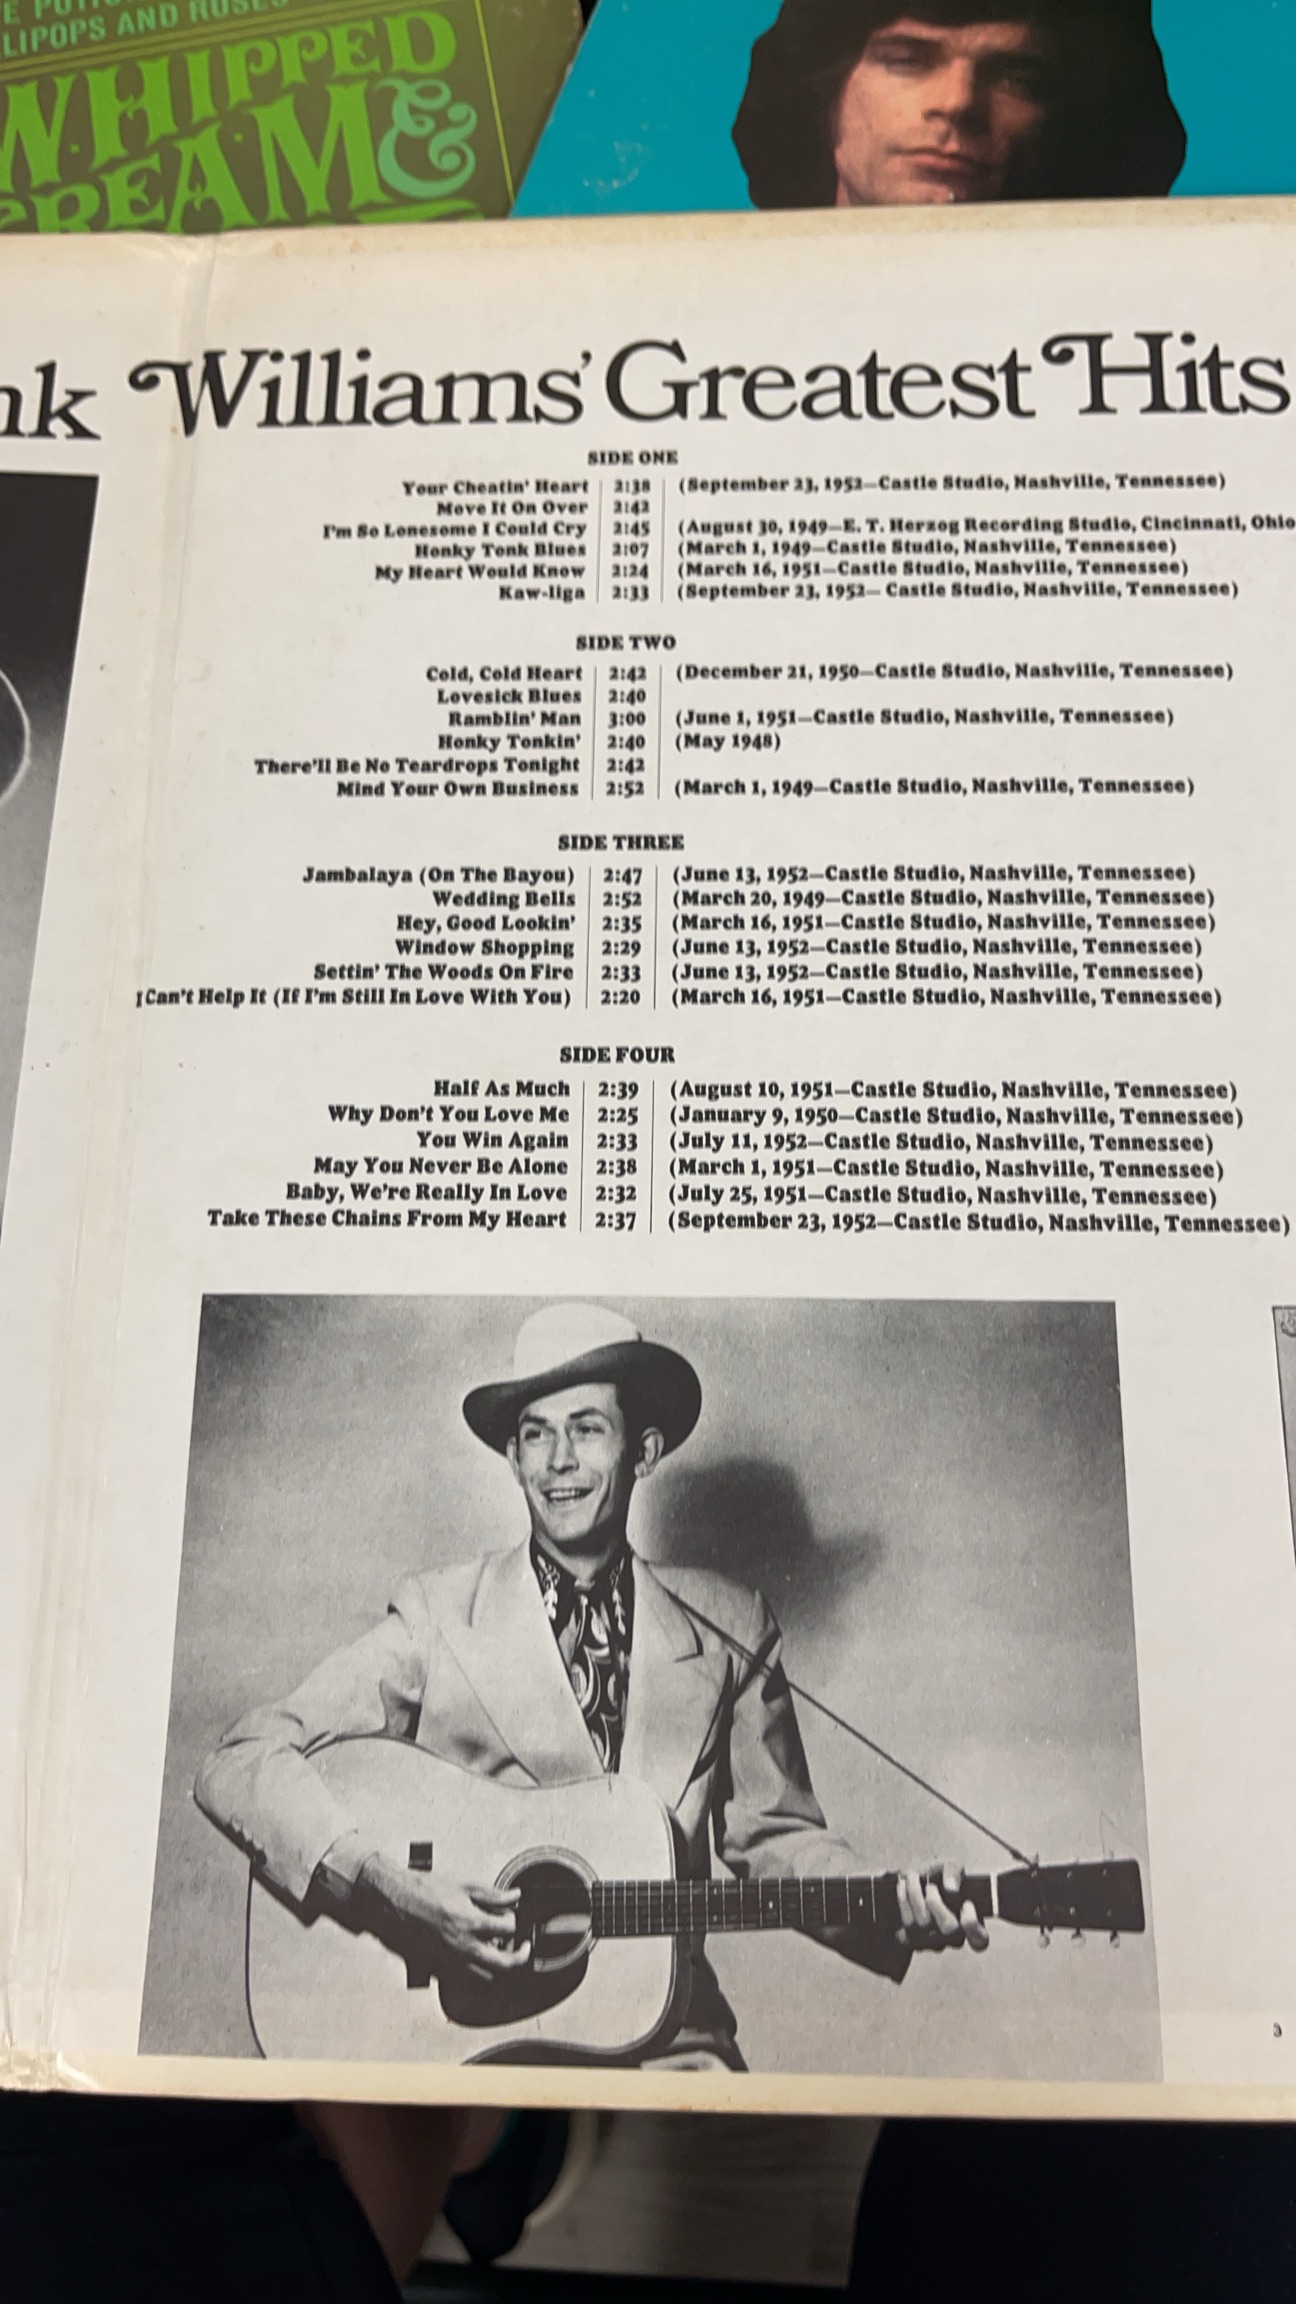 LIPOPS AND ROSES
WHIPPED
CREAM &
Williams' Greatest Hits
SIDE ONE
Your Cheatin' Heart 2:38 (September 23, 1952—Castle Studio, Nashville, Tennessee)
Move It On Over 2:42
I'm So Lonesome I Could Cry 2:45 (August 30, 1949—E. T. Herzog Recording Studio, Cincinnati, Ohio
Honky Tonk Blues 2:07 (March 1, 1949—Castle Studio, Nashville, Tennessee)
My Heart Would Know 2:24 (March 16, 1951—Castle Studio, Nashville, Tennessee)
Kaw-liga 2:33 (September 23, 1952— Castle Studio, Nashville, Tennessee)
SIDE TWO
Cold, Cold Heart 2:42 (December 21, 1950—Castle Studio, Nashville, Tennessee)
Lovesick Blues 2:40
Ramblin' Man 3:00 (June 1, 1951—Castle Studio, Nashville, Tennessee)
Honky Tonkin' 2:40 (May 1948)
There'll Be No Teardrops Tonight 2:42
Mind Your Own Business 2:52 (March 1, 1949—Castle Studio, Nashville, Tennessee)
SIDE THREE
Jambalaya (On The Bayou) 2:47 (June 13, 1952—Castle Studio, Nashville, Tennessee)
Wedding Bells 2:52 (March 20, 1949—Castle Studio, Nashville, Tennessee)
Hey, Good Lookin' 2:35 (March 16, 1951—Castle Studio, Nashville, Tennessee)
Window Shopping 2:29 (June 13, 1952—Castle Studio, Nashville, Tennessee)
Settin' The Woods On Fire 2:33 (June 13, 1952—Castle Studio, Nashville, Tennessee)
I Can't Help It (If I'm Still In Love With You) 2:20 (March 16, 1951—Castle Studio, Nashville, Tennessee)
SIDE FOUR
Half As Much 2:39 (August 10, 1951—Castle Studio, Nashville, Tennessee)
Why Don't You Love Me 2:25 (January 9, 1950—Castle Studio, Nashville, Tennessee)
You Win Again 2:33 (July 11, 1952—Castle Studio, Nashville, Tennessee)
May You Never Be Alone 2:38 (March 1, 1951—Castle Studio, Nashville, Tennessee)
Baby, We're Really In Love 2:32 (July 25, 1951—Castle Studio, Nashville, Tennessee)
Take These Chains From My Heart 2:37 (September 23, 1952—Castle Studio, Nashville, Tennessee)
3